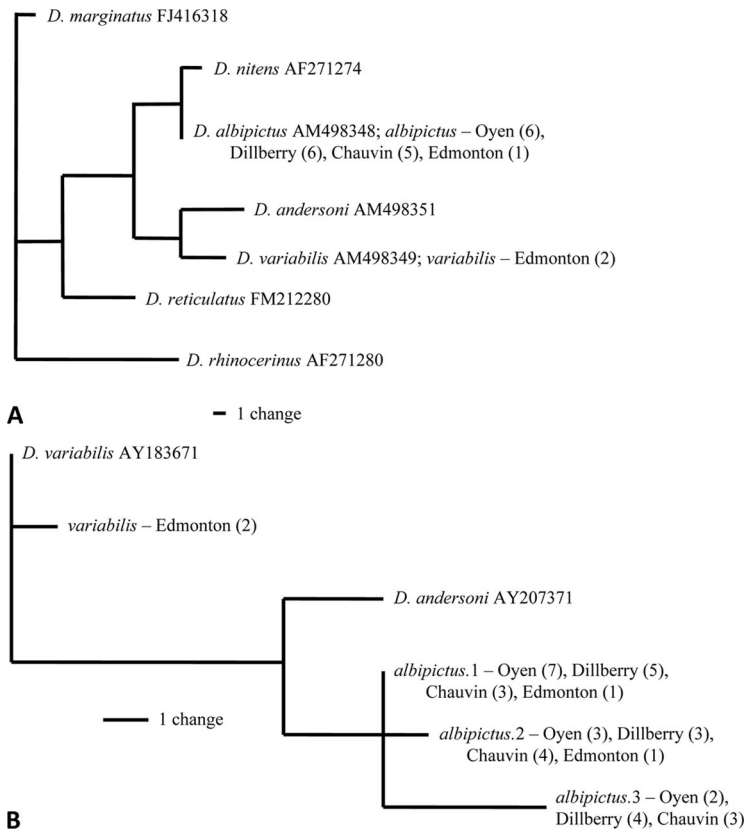 D. marginatus FJ416318
D. nitens AF271274
D. albipictus AM498348; albipictus – Oyen (6),
Dillberry (6), Chauvin (5), Edmonton (1)
D. andersoni AM498351
D. variabilis AM498349; variabilis – Edmonton (2)
D. reticulatus FM212280
D. rhinocerinus AF271280
A
1 change
D. variabilis AY183671
variabilis – Edmonton (2)
D. andersoni AY207371
albipictus.1 – Oyen (7), Dillberry (5),
Chauvin (3), Edmonton (1)
1 change
albipictus.2 – Oyen (3), Dillberry (3),
Chauvin (4), Edmonton (1)
albipictus.3 – Oyen (2),
Dillberry (4), Chauvin (3)
B